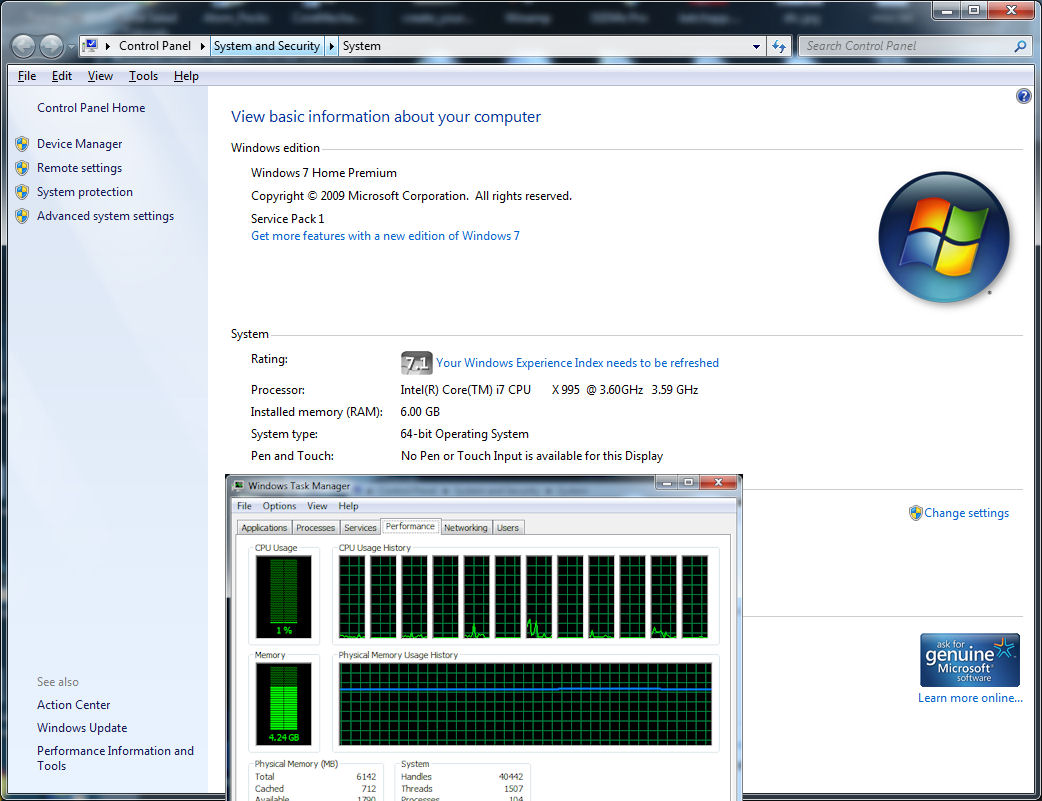 Control Panel ▸ System and Security ▸ System
Search Control Panel
File Edit View Tools Help
Control Panel Home
Device Manager
Remote settings
System protection
Advanced system settings
See also
Action Center
Windows Update
Performance Information and
Tools
View basic information about your computer
Windows edition
Windows 7 Home Premium
Copyright © 2009 Microsoft Corporation. All rights reserved.
Service Pack 1
Get more features with a new edition of Windows 7
System
Rating: 7.1 Your Windows Experience Index needs to be refreshed
Processor: Intel(R) Core(TM) i7 CPU X 995 @ 3.60GHz 3.59 GHz
Installed memory (RAM): 6.00 GB
System type: 64-bit Operating System
Pen and Touch: No Pen or Touch Input is available for this Display
Change settings
ask for
genuine
Microsoft
software
Learn more online...
Windows Task Manager
File Options View Help
Applications Processes Services Performance Networking Users
CPU Usage CPU Usage History
1 %
Memory Physical Memory Usage History
4.24 GB
Physical Memory (MB) System
Total 6142 Handles 40442
Cached 712 Threads 1507
Available 1790 Processes 104